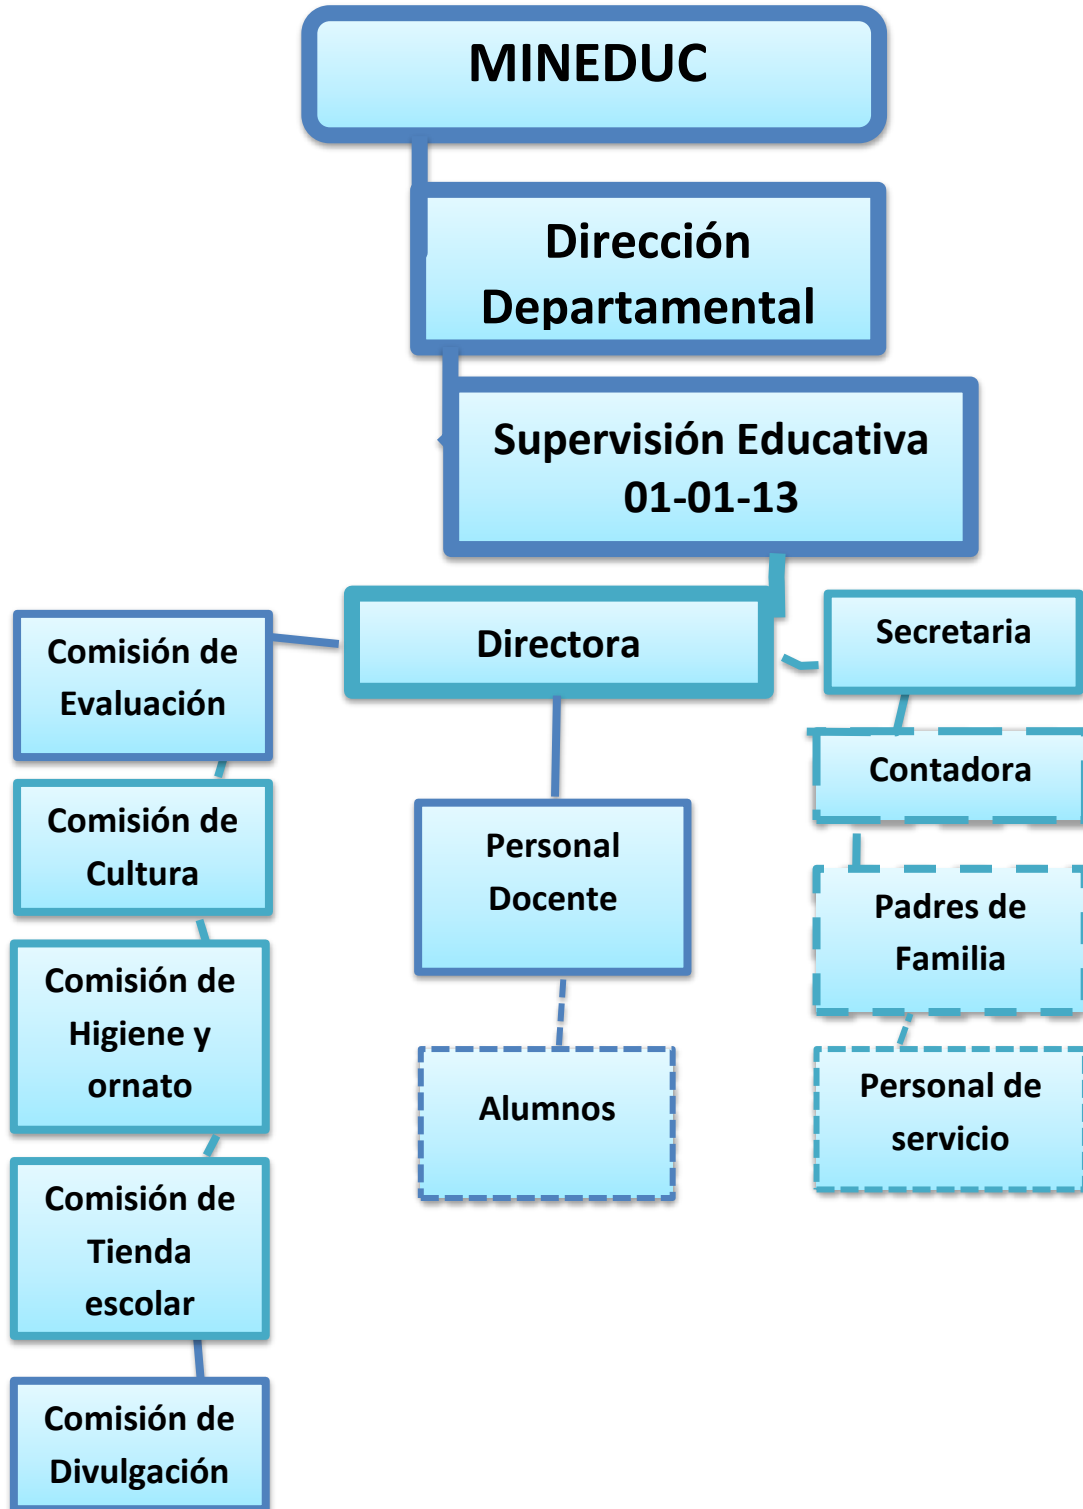 MINEDUC
Dirección
Departamental
Supervisión Educativa
01-01-13
Directora
Secretaria
Contadora
Padres de
Familia
Personal de
servicio
Comisión de
Evaluación
Comisión de
Cultura
Comisión de
Higiene y
ornato
Comisión de
Tienda
escolar
Comisión de
Divulgación
Personal
Docente
Alumnos